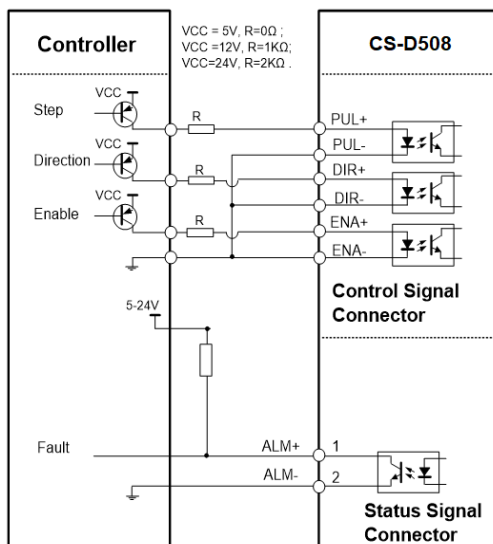 Controller
VCC = 5V, R=0Ω ;
VCC =12V, R=1KΩ;
VCC=24V, R=2KΩ .
CS-D508
Step
VCC
R
PUL+
PUL-
Direction
VCC
R
DIR+
DIR-
Enable
VCC
R
ENA+
ENA-
Control Signal
Connector
5-24V
Fault
ALM+
1
ALM-
2
Status Signal
Connector